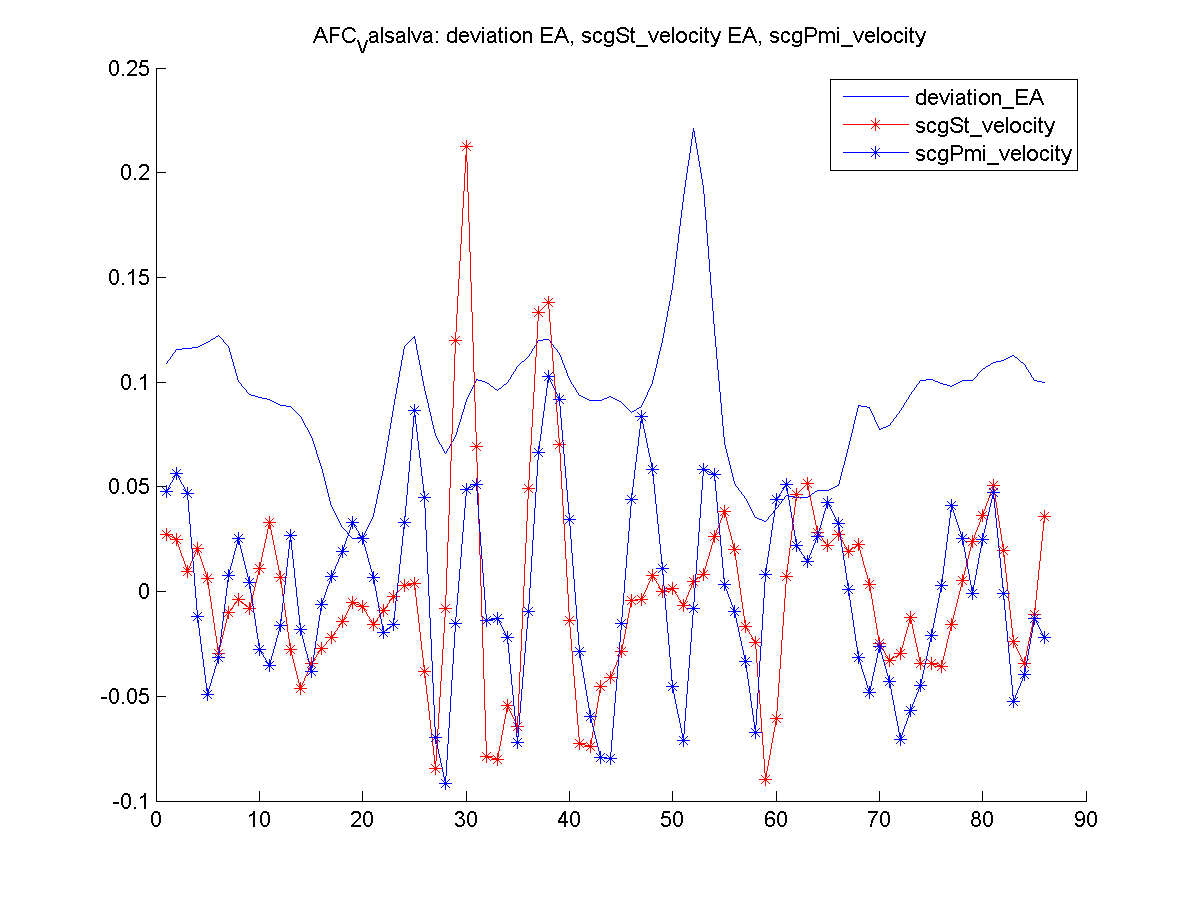 AFC_Valsalva: deviation EA, scgSt_velocity EA, scgPmi_velocity
0.25
deviation_EA
scgSt_velocity
scgPmi_velocity
0.2
0.15
0.1
0.05
0
-0.05
-0.1
0 10 20 30 40 50 60 70 80 90